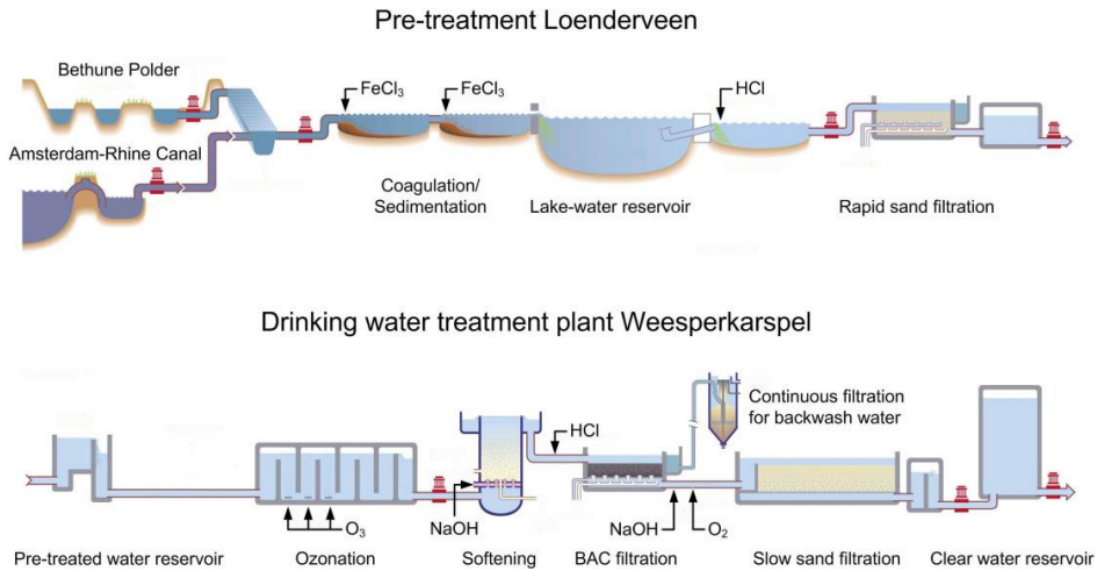 Pre-treatment Loenderveen
Bethune Polder
FeCl₃
FeCl₃
HCl
Amsterdam-Rhine Canal
Coagulation/
Sedimentation
Lake-water reservoir
Rapid sand filtration
Drinking water treatment plant Weesperkarspel
Continuous filtration
for backwash water
HCl
NaOH
O₃
NaOH
O₂
Pre-treated water reservoir
Ozonation
Softening
BAC filtration
Slow sand filtration
Clear water reservoir